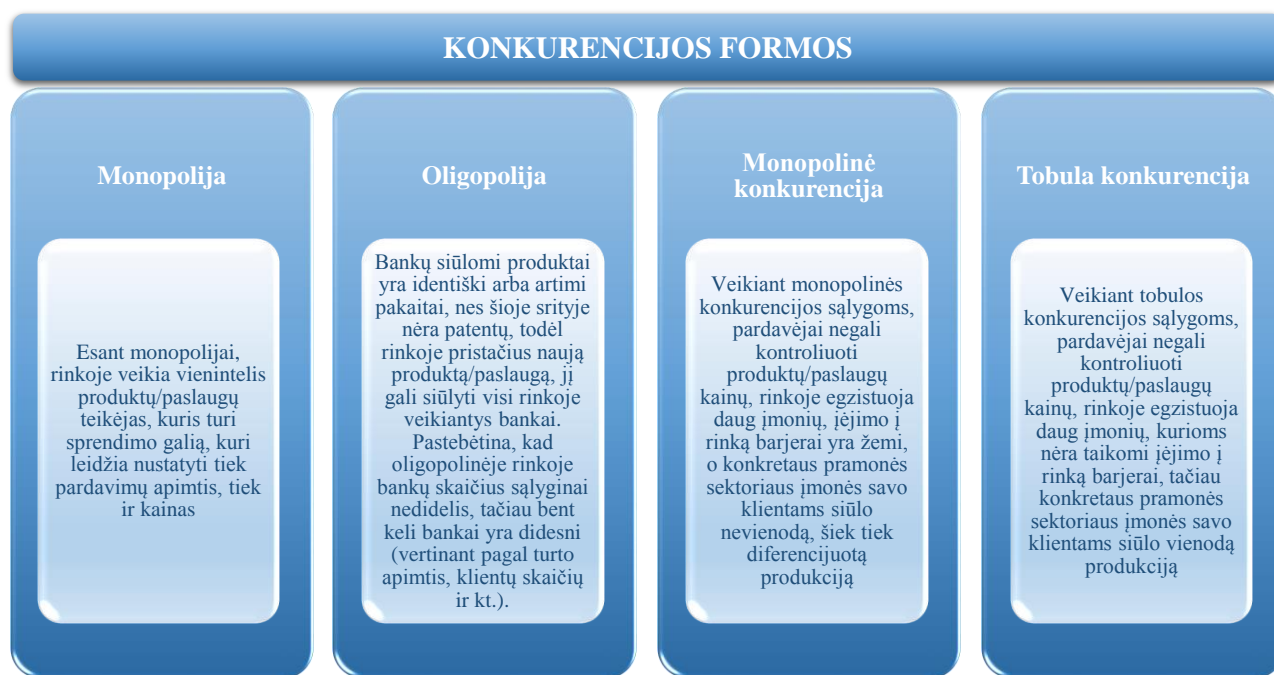 KONKURENCIJOS FORMOS
Monopolija
Esant monopolijai,
rinkoje veikia vienintelis
produktų/paslaugų
teikėjas, kuris turi
sprendimo galią, kuri
leidžia nustatyti tiek
pardavimų apimtis, tiek
ir kainas
Oligopolija
Bankų siūlomi produktai
yra identiški arba artimi
pakaitai, nes šioje srityje
nėra patentų, todėl
rinkoje pristačius naują
produktą/paslaugą, jį
gali siūlyti visi rinkoje
veikiantys bankai.
Pastebėtina, kad
oligopolinėje rinkoje
bankų skaičius sąlyginai
nedidelis, tačiau bent
keli bankai yra didesni
(vertinant pagal turto
apimtis, klientų skaičių
ir kt.).
Monopolinė
konkurencija
Veikiant monopolinės
konkurencijos sąlygoms,
pardavėjai negali
kontroliuoti
produktų/paslaugų
kainų, rinkoje egzistuoja
daug įmonių, įėjimo į
rinką barjerai yra žemi,
o konkretaus pramonės
sektoriaus įmonės savo
klientams siūlo
nevienodą, šiek tiek
diferencijuotą
produkciją
Tobula konkurencija
Veikiant tobulos
konkurencijos sąlygoms,
pardavėjai negali
kontroliuoti
produktų/paslaugų
kainų, rinkoje egzistuoja
daug įmonių, kurioms
nėra taikomi įėjimo į
rinką barjerai, tačiau
konkretaus pramonės
sektoriaus įmonės savo
klientams siūlo vienodą
produkciją